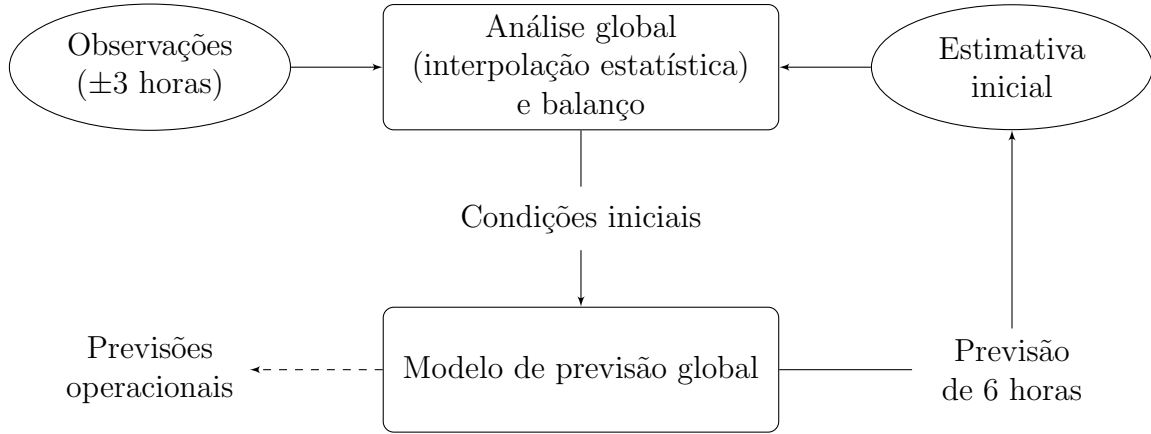 Observações
(±3 horas)
Análise global
(interpolação estatística)
e balanço
Estimativa
inicial
Condições iniciais
Previsões
operacionais
Modelo de previsão global
Previsão
de 6 horas